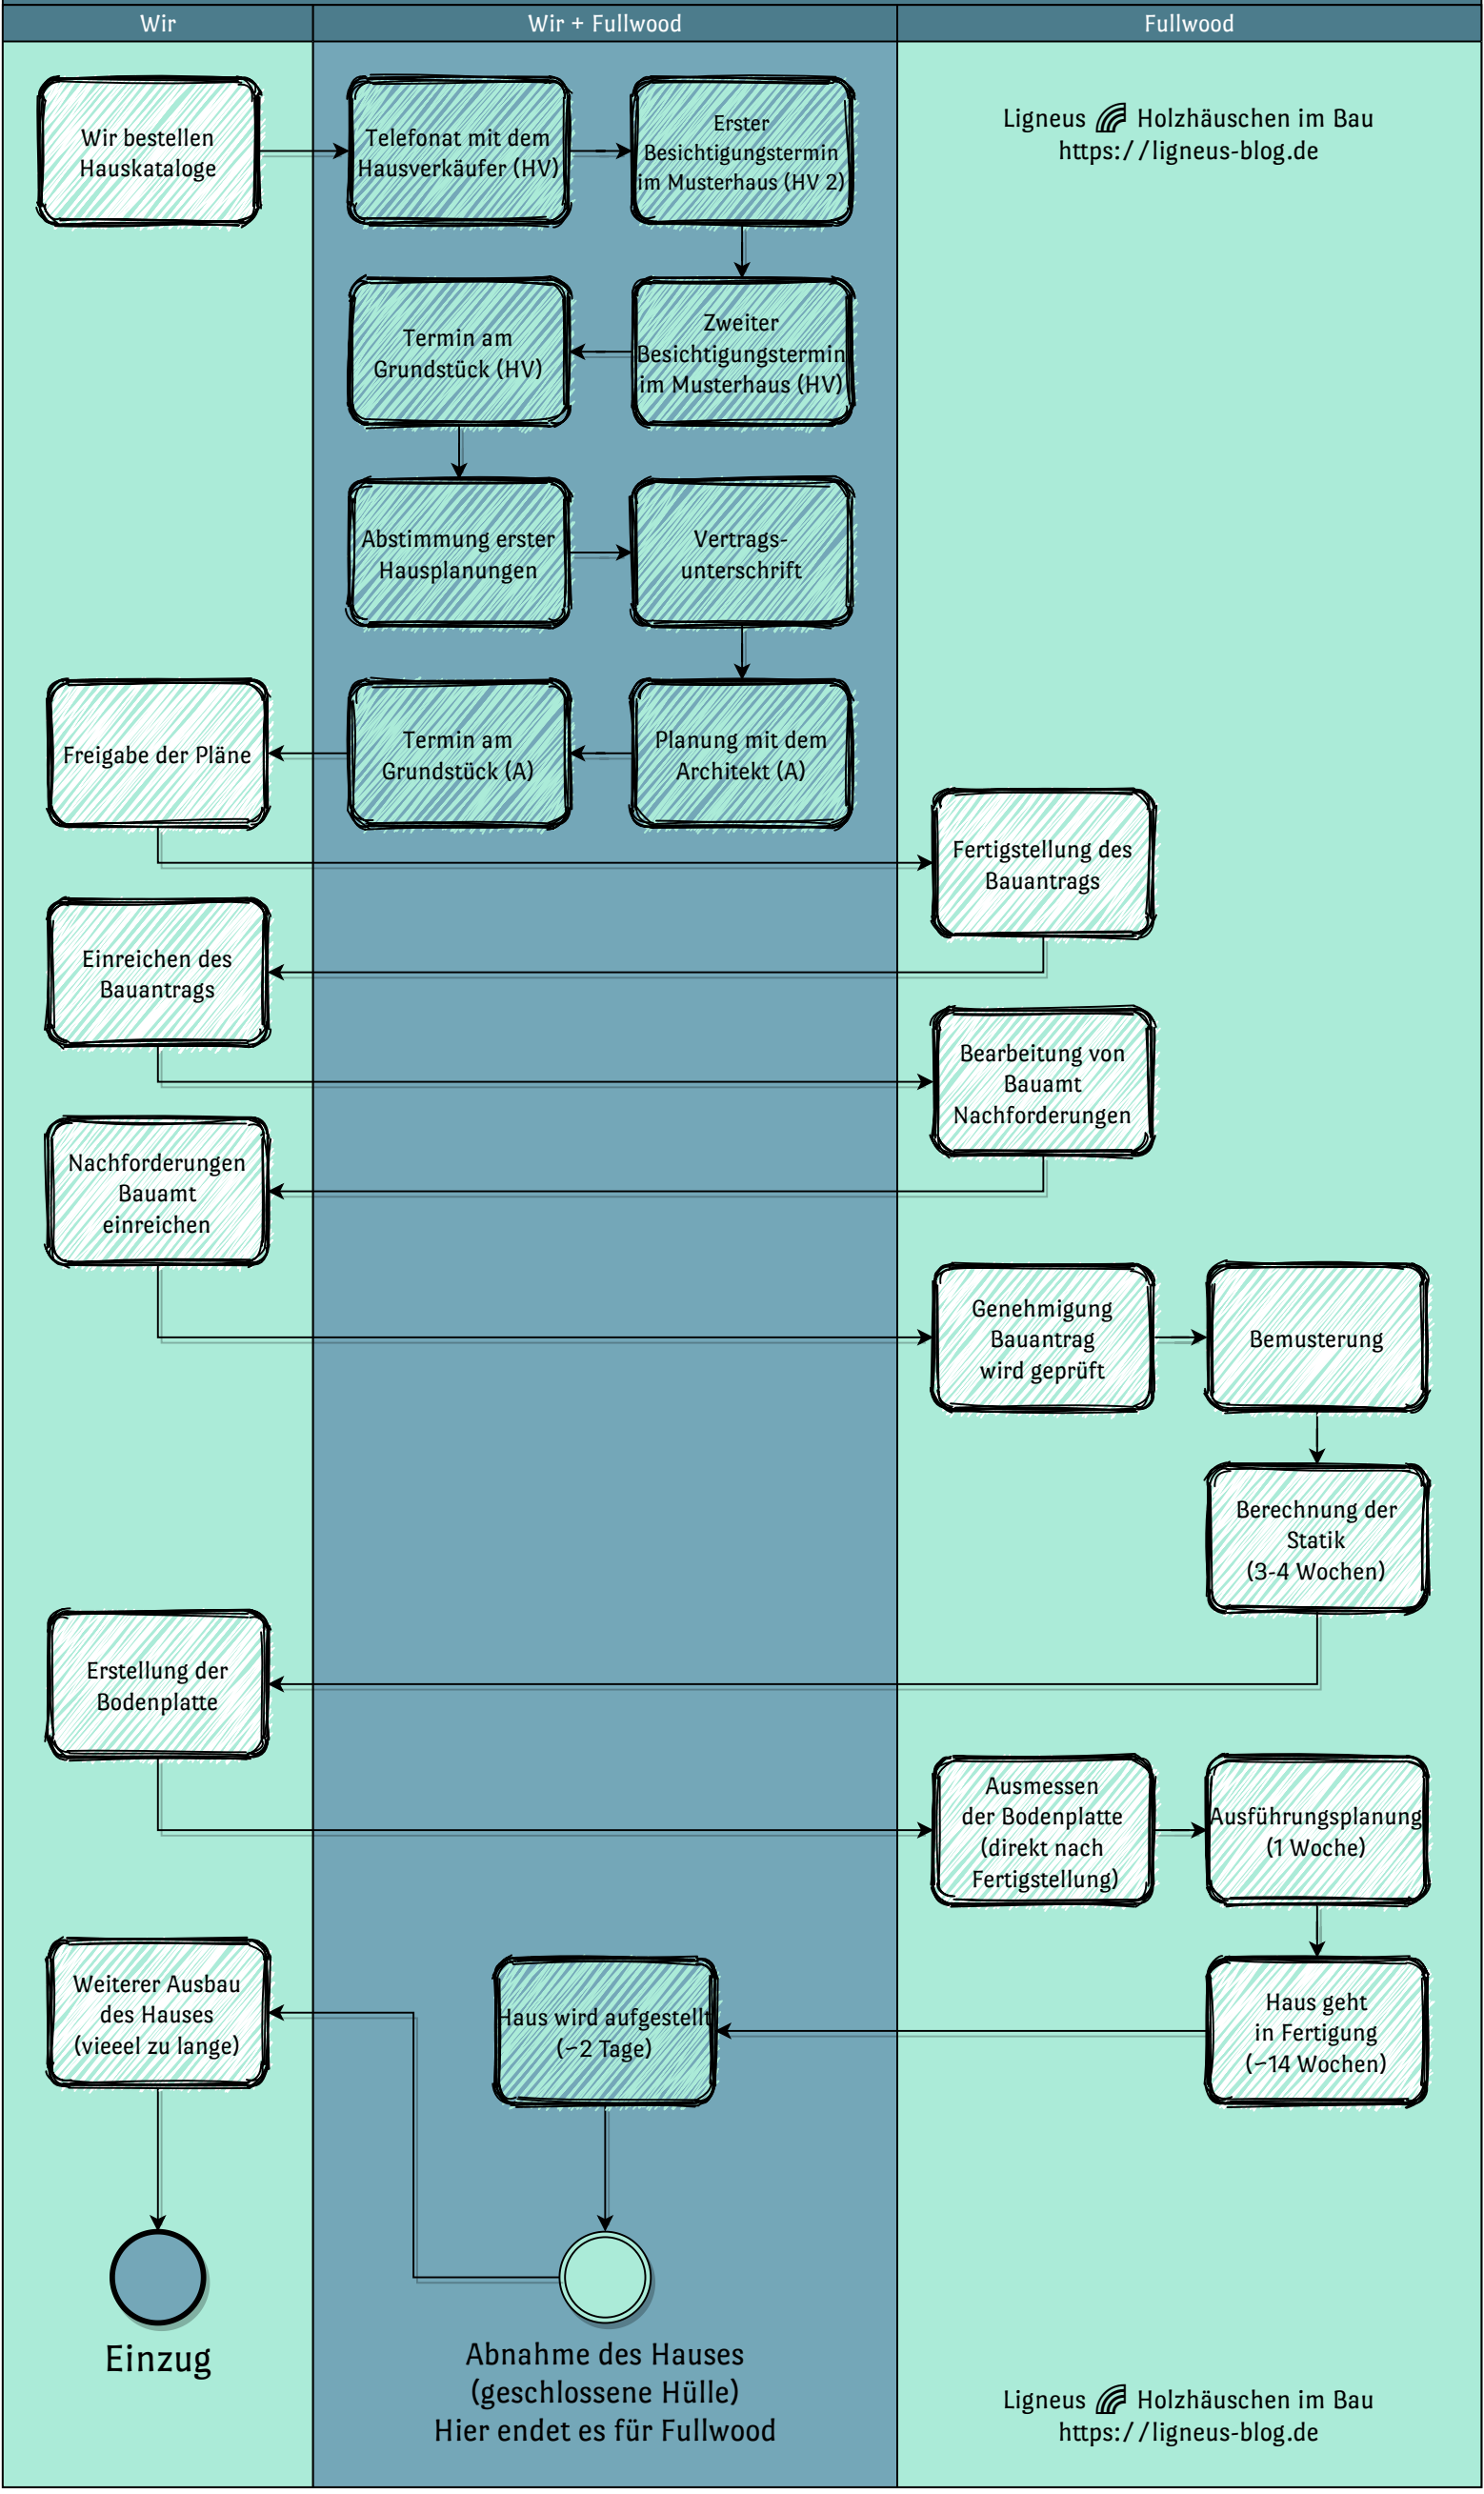 Wir
Wir + Fullwood
Fullwood
Wir bestellen
Hauskataloge
Telefonat mit dem
Hausverkäufer (HV)
Erster
Besichtigungstermin
im Musterhaus (HV 2)
Ligneus Holzhäuschen im Bau
https://ligneus-blog.de
Termin am
Grundstück (HV)
Zweiter
Besichtigungstermin
im Musterhaus (HV)
Abstimmung erster
Hausplanungen
Vertrags-
unterschrift
Freigabe der Pläne
Termin am
Grundstück (A)
Planung mit dem
Architekt (A)
Fertigstellung des
Bauantrags
Einreichen des
Bauantrags
Bearbeitung von
Bauamt
Nachforderungen
Nachforderungen
Bauamt
einreichen
Genehmigung
Bauantrag
wird geprüft
Bemusterung
Berechnung der
Statik
(3-4 Wochen)
Erstellung der
Bodenplatte
Ausmessen
der Bodenplatte
(direkt nach
Fertigstellung)
Ausführungsplanung
(1 Woche)
Weiterer Ausbau
des Hauses
(vieeel zu lange)
Haus wird aufgestellt
(~2 Tage)
Haus geht
in Fertigung
(~14 Wochen)
Einzug
Abnahme des Hauses
(geschlossene Hülle)
Hier endet es für Fullwood
Ligneus Holzhäuschen im Bau
https://ligneus-blog.de